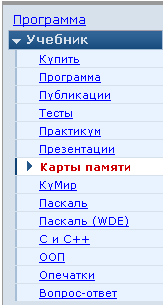 Программа
Учебник
Купить
Программа
Публикации
Тесты
Практикум
Презентации
Карты памяти
КуМир
Паскаль
Паскаль (WDE)
С и С++
ООП
Опечатки
Вопрос-ответ